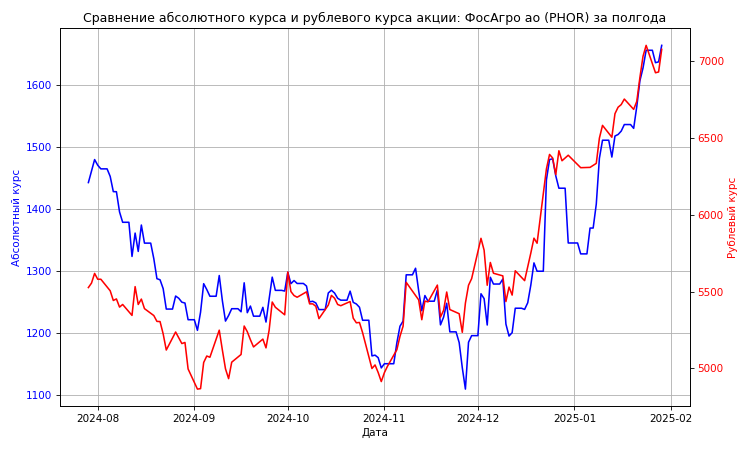 Сравнение абсолютного курса и рублевого курса акции: ФосАгро ао (PHOR) за полгода
Абсолютный курс
1600
1500
1400
1300
1200
1100
7000
6500
6000
5500
5000
Рублевый курс
2024-08 2024-09 2024-10 2024-11 2024-12 2025-01 2025-02
Дата